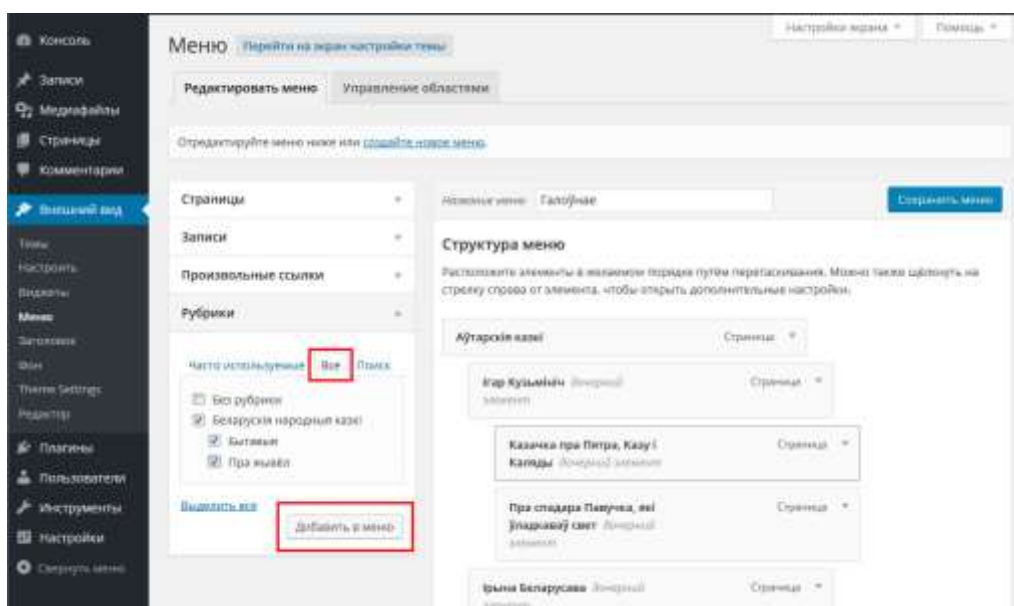 Консоль
Записи
Медиафайлы
Страницы
Комментарии
Внешний вид
Темы
Настроить
Виджеты
Меню
Заголовок
Фон
Theme Settings
Редактор
Плагины
Пользователи
Инструменты
Настройки
Свернуть меню
Настройки экрана
Помощь
Меню Перейти на экран настройки темы
Редактировать меню Управление областями
Отредактируйте меню ниже или создайте новое меню.
Страницы
Записи
Произвольные ссылки
Рубрики
Часто используемые Все Поиск
Без рубрики
Беларускія народныя казкі
Бытавыя
Пра жывёл
Выделить все
Добавить в меню
Название меню Галоўнае
Сохранить меню
Структура меню
Расположите элементы в желаемом порядке путём перетаскивания. Можно также щёлкнуть на
стрелку справа от элемента, чтобы открыть дополнительные настройки.
Аўтарскія казкі Страница
Ігар Кузьмініч дочерний Страница
элемент
Казачка пра Пятра, Казу і Страница
Каляды дочерний элемент
Пра спадара Павучка, які Страница
ўпадкаваў свет дочерний
элемент
Ірына Беларусава дочерний Страница
элемент